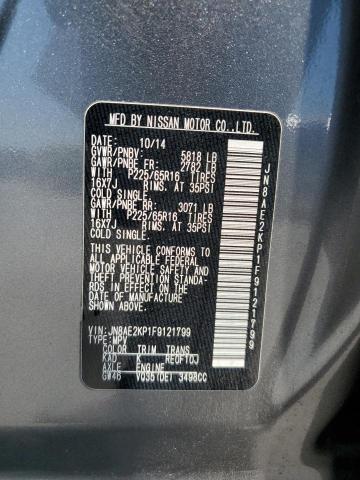 MFD BY NISSAN MOTOR CO.,LTD.
10/14
GVWR/PNBV: 5818 LB
GAWR/PNBE FR: 2782 LB
WITH P225/65R16 TIRES
16X7J RIMS. AT 35PSI
COLD SINGLE
GAWR/PNBE RR: 3071 LB
WITH P225/65R16 TIRES
16X7J RIMS. AT 35PSI
COLD SINGLE
THIS VEHICLE CONFORMS
TO ALL APPLICABLE FEDERAL
MOTOR VEHICLE SAFETY AND
THEFT PREVENTION STANDA-
RDS IN EFFECT ON THE
DATE OF MANUFACTURE
SHOWN ABOVE.
VIN: JN8AE2KP1F9121799
TYPE: MPV
COLOR TRIM TRANS
KAD K RE0F10J
AXLE ENGINE
GW46 VQ35(DE) 3498CC
JN8AE2KP1F9121799